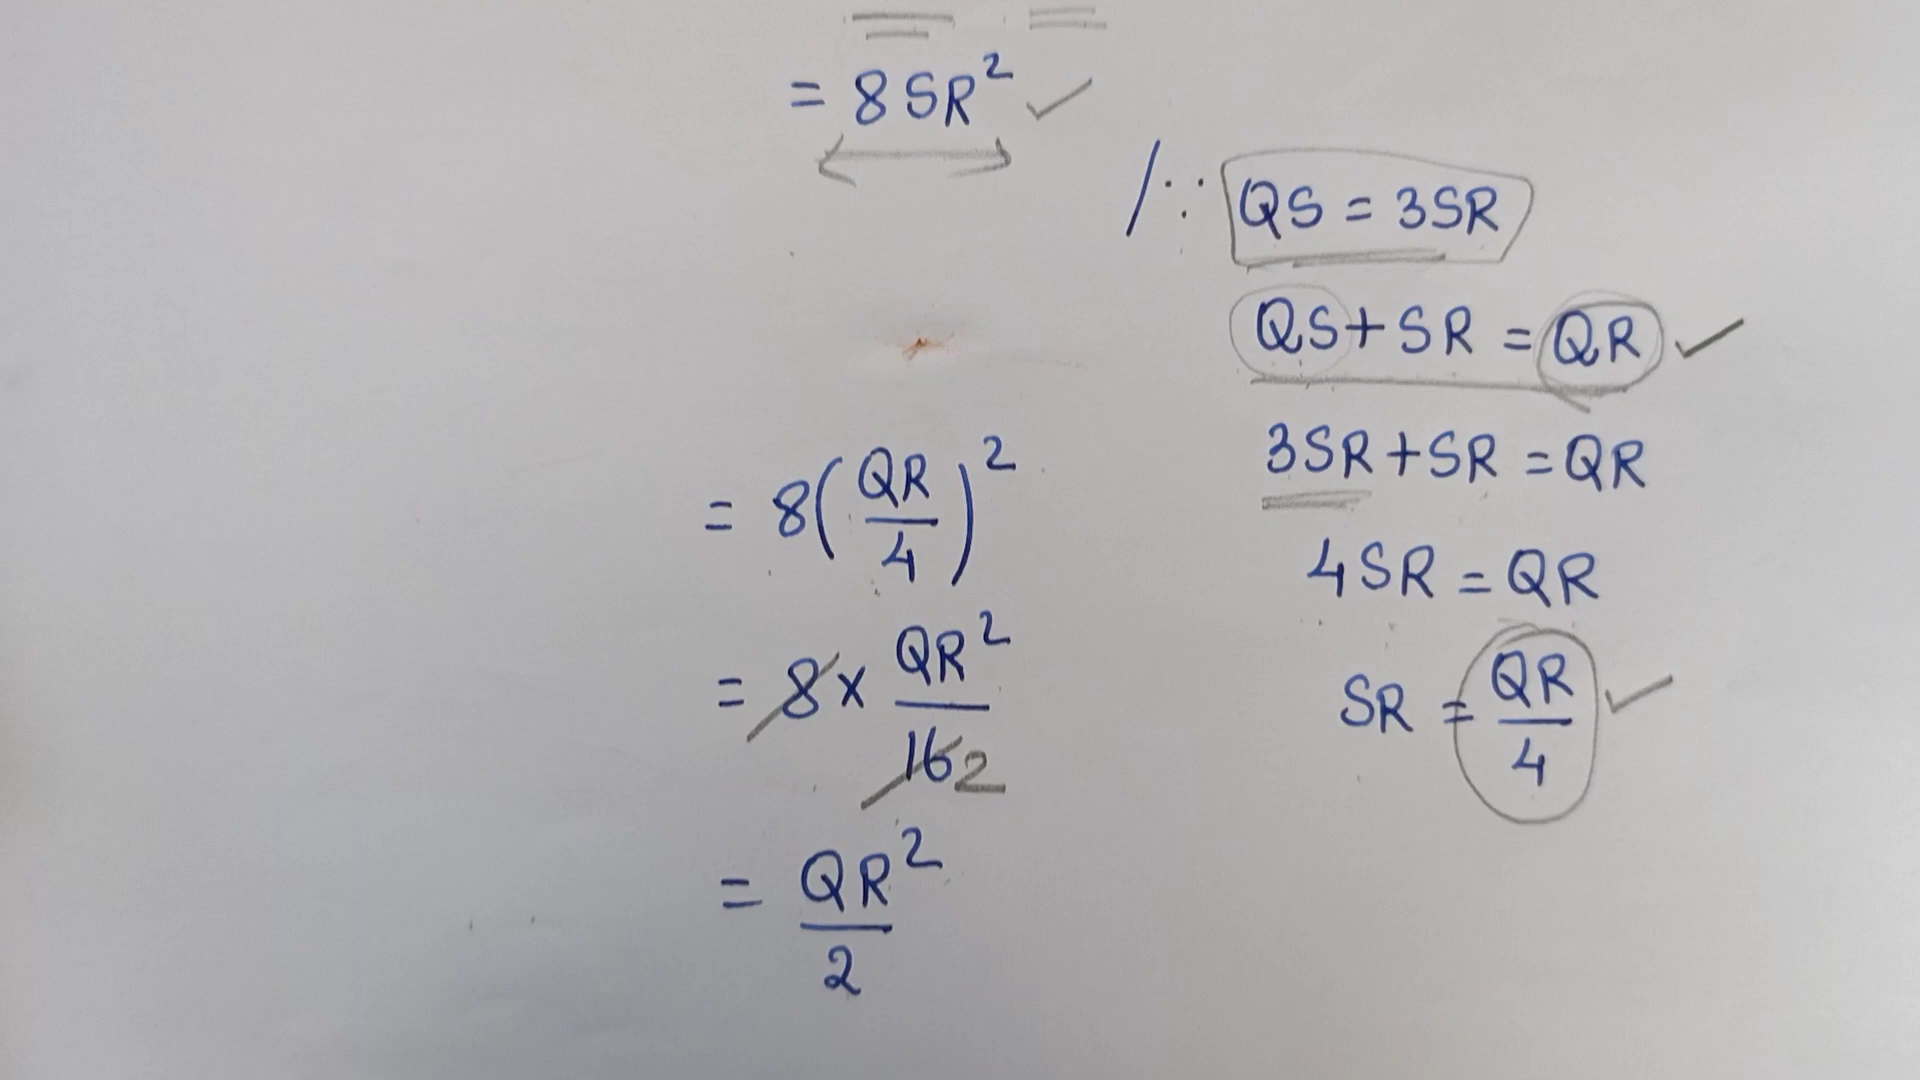 = 8SR²
/∵ QS = 3SR
QS + SR = QR
3SR + SR = QR
4SR = QR
SR = QR/4
= 8(QR/4)²
= 8 × QR²/16 2
= QR²/2